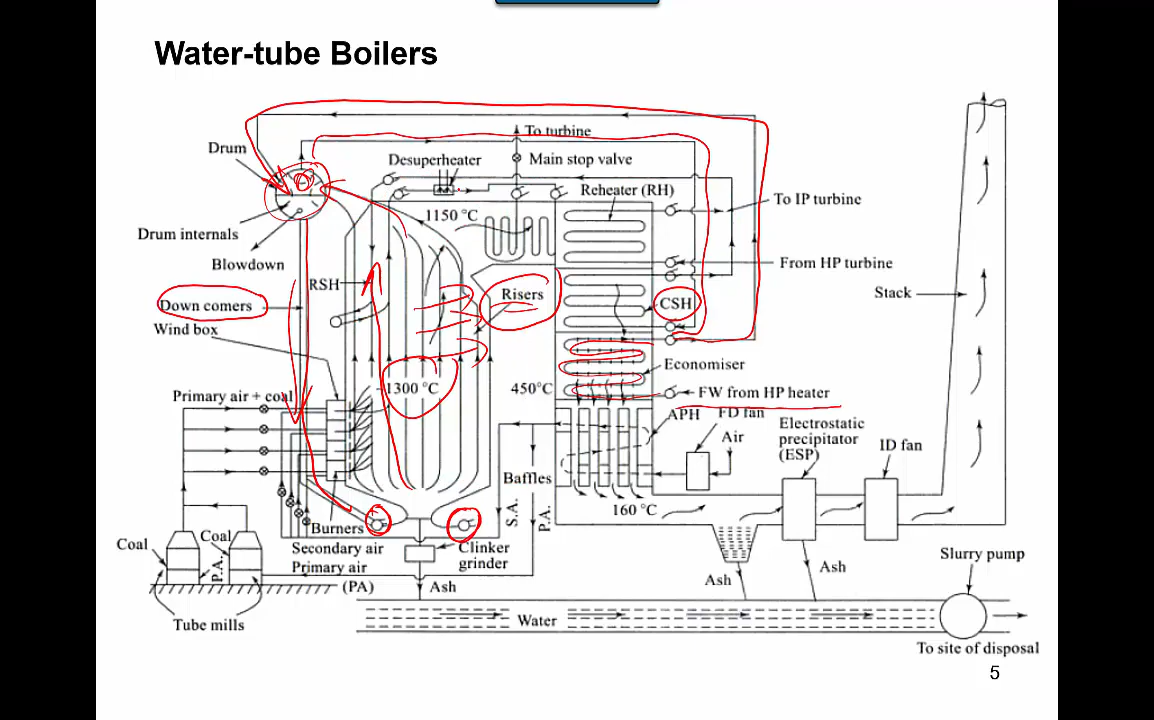 Water-tube Boilers
To turbine
Drum
Desuperheater
Main stop valve
Reheater (RH)
1150 °C
To IP turbine
Drum internals
Blowdown
From HP turbine
RSH
Risers
Stack
Down comers
CSH
Wind box
Economiser
1300 °C
450°C
FW from HP heater
Primary air + coal
APH
FD fan
Air
Electrostatic
precipitator
(ESP)
ID fan
Baffles
S.A.
P.A.
160 °C
Burners
Coal
Coal
P.A.
Secondary air
Primary air
(PA)
Clinker
grinder
Ash
Ash
Ash
Slurry pump
Tube mills
Water
To site of disposal
5